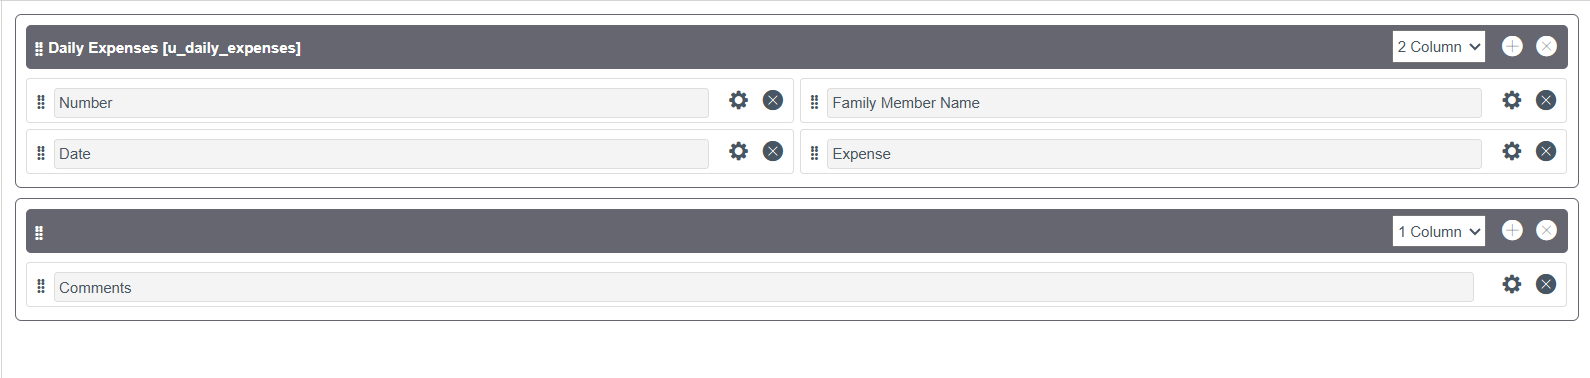 Daily Expenses [u_daily_expenses]
2 Column
Number
Family Member Name
Date
Expense
1 Column
Comments